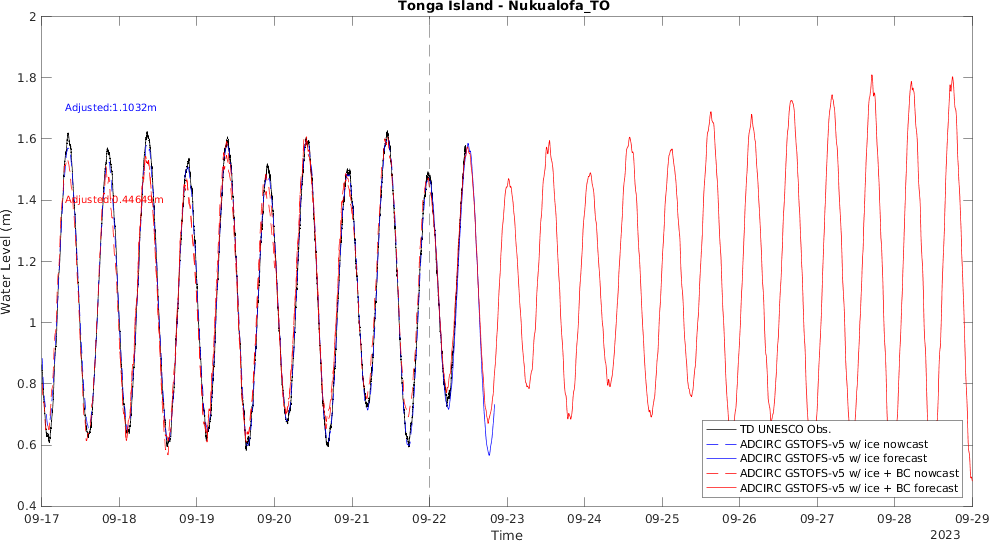 Tonga Island - Nukualofa_TO
2
1.8
1.6
1.4
1.2
1
0.8
0.6
0.4
Water Level (m)
Adjusted:1.1032m
Adjusted:0.44649m
TD UNESCO Obs.
ADCIRC GSTOFS-v5 w/ ice nowcast
ADCIRC GSTOFS-v5 w/ ice forecast
ADCIRC GSTOFS-v5 w/ ice + BC nowcast
ADCIRC GSTOFS-v5 w/ ice + BC forecast
09-17 09-18 09-19 09-20 09-21 09-22 09-23 09-24 09-25 09-26 09-27 09-28 09-29
Time
2023